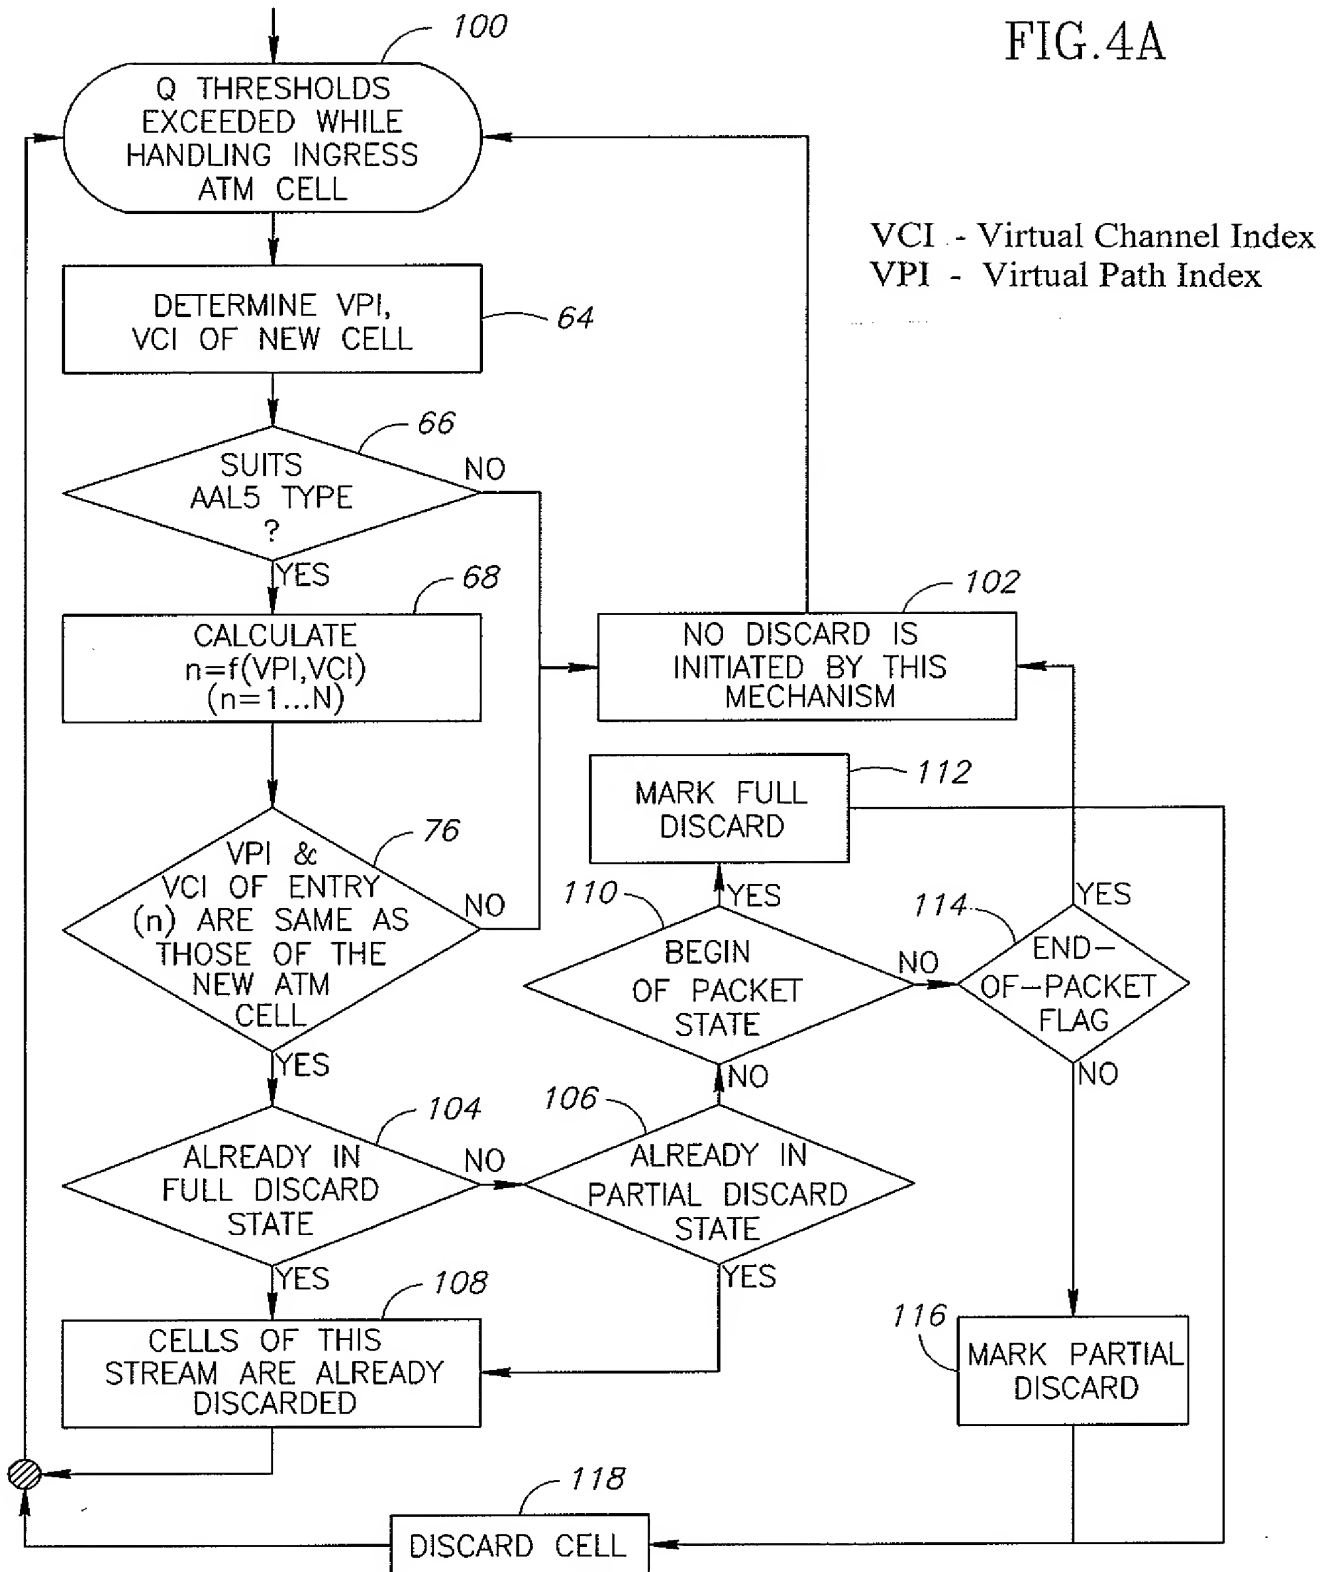 FIG.4A
100
Q THRESHOLDS
EXCEEDED WHILE
HANDLING INGRESS
ATM CELL
VCI - Virtual Channel Index
VPI - Virtual Path Index
DETERMINE VPI,
VCI OF NEW CELL
64
66
SUITS
AAL5 TYPE
?
NO
YES
68
CALCULATE
n=f(VPI,VCI)
(n=1...N)
102
NO DISCARD IS
INITIATED BY THIS
MECHANISM
112
MARK FULL
DISCARD
76
VPI &
VCI OF ENTRY
(n) ARE SAME AS
THOSE OF THE
NEW ATM
CELL
NO
YES
110
YES
BEGIN
OF PACKET
STATE
NO
NO
114
YES
END-
OF-PACKET
FLAG
NO
104
ALREADY IN
FULL DISCARD
STATE
NO
YES
106
ALREADY IN
PARTIAL DISCARD
STATE
YES
108
CELLS OF THIS
STREAM ARE ALREADY
DISCARDED
116
MARK PARTIAL
DISCARD
118
DISCARD CELL